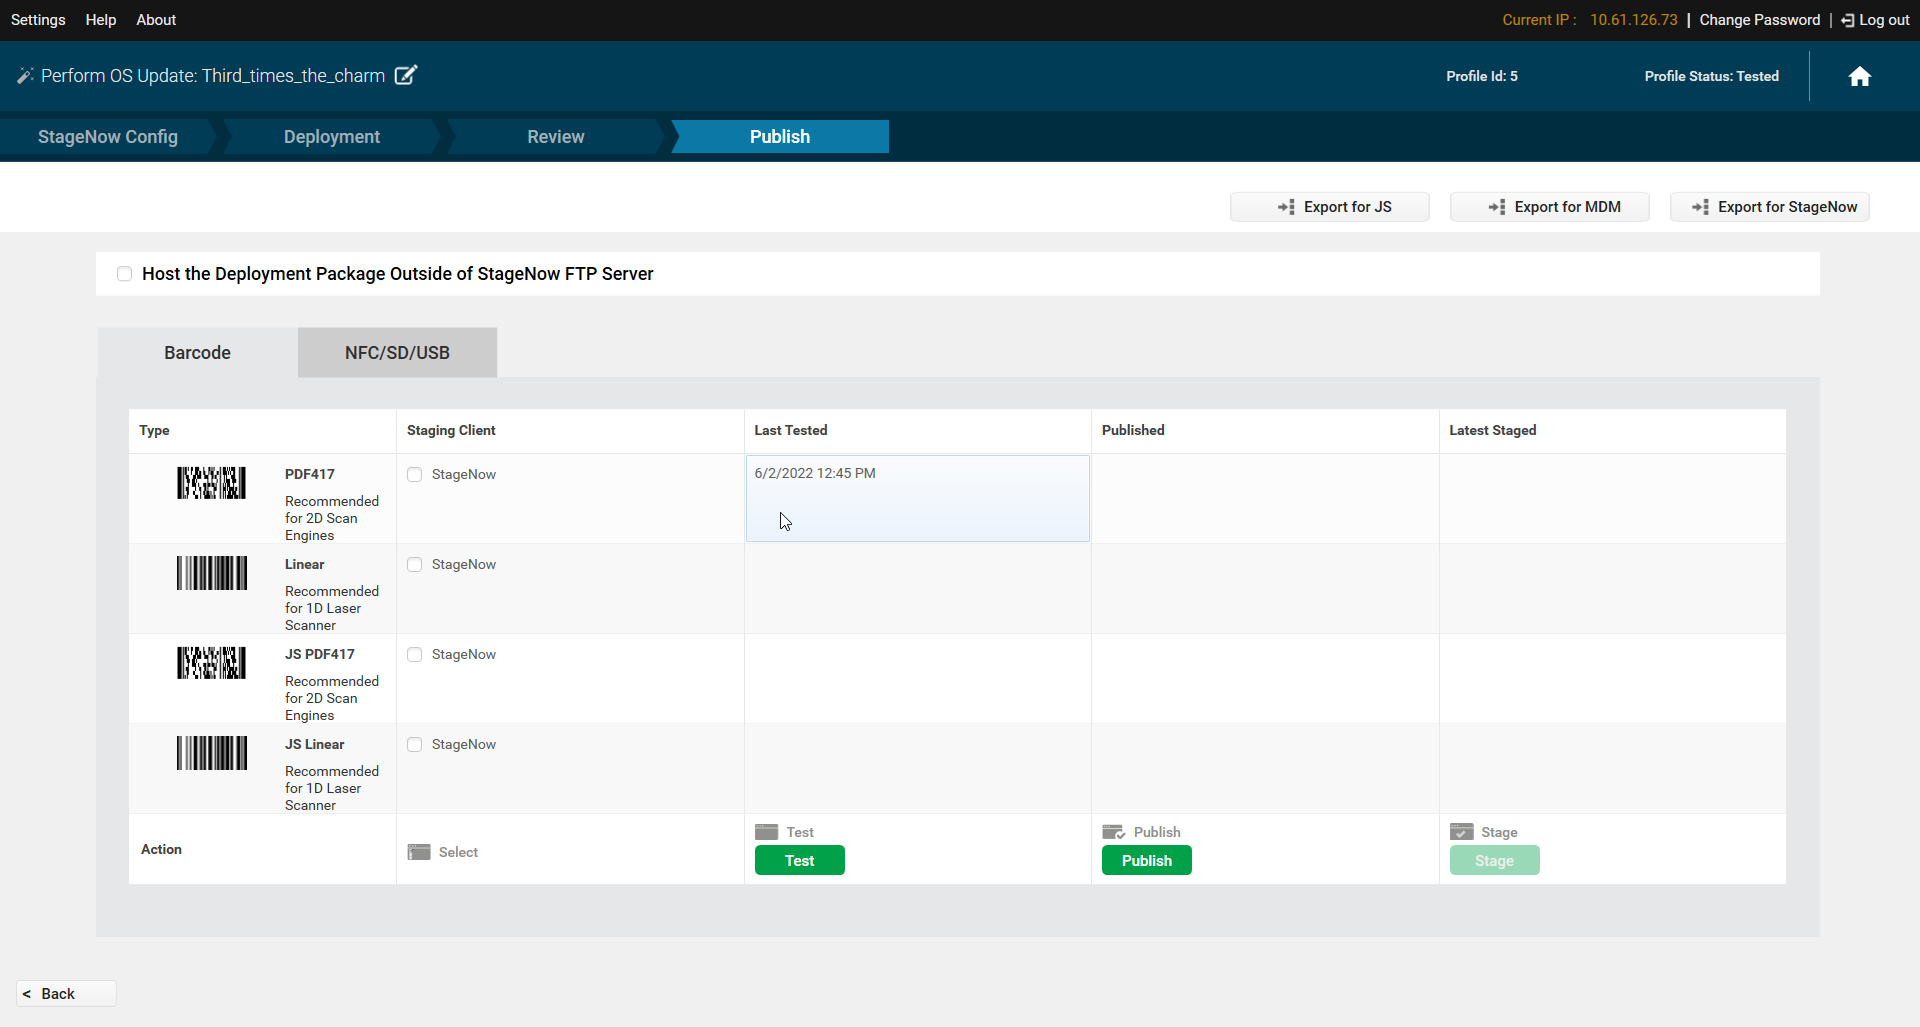 Settings Help About Current IP : 10.61.126.73 | Change Password | Log out
Perform OS Update: Third_times_the_charm Profile Id: 5 Profile Status: Tested
StageNow Config Deployment Review Publish
Export for JS Export for MDM Export for StageNow
Host the Deployment Package Outside of StageNow FTP Server
Barcode NFC/SD/USB
Type Staging Client Last Tested Published Latest Staged
PDF417 StageNow 6/2/2022 12:45 PM
Recommended
for 2D Scan
Engines
Linear StageNow
Recommended
for 1D Laser
Scanner
JS PDF417 StageNow
Recommended
for 2D Scan
Engines
JS Linear StageNow
Recommended
for 1D Laser
Scanner
Action Select Test Publish Stage
Test Publish Stage
< Back